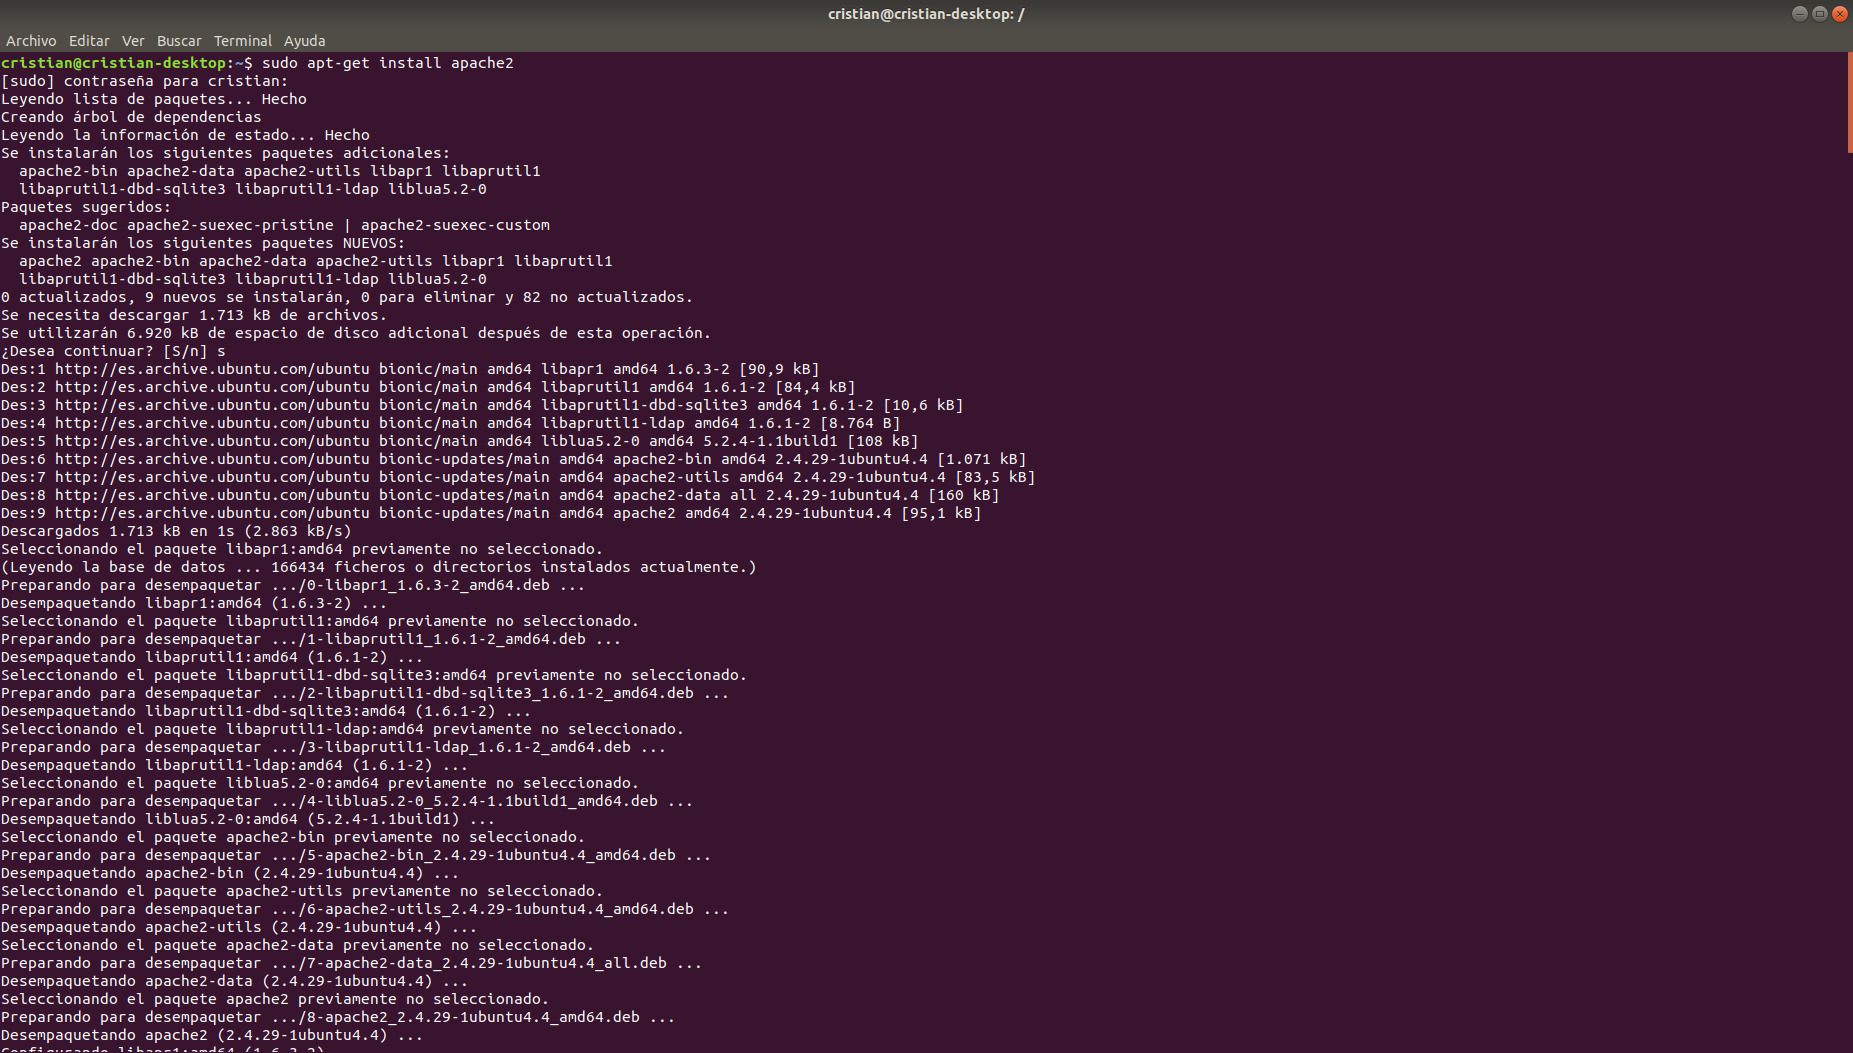 cristian@cristian-desktop: /
Archivo Editar Ver Buscar Terminal Ayuda
cristian@cristian-desktop:~$ sudo apt-get install apache2
[sudo] contraseña para cristian:
Leyendo lista de paquetes... Hecho
Creando árbol de dependencias
Leyendo la información de estado... Hecho
Se instalarán los siguientes paquetes adicionales:
  apache2-bin apache2-data apache2-utils libapr1 libaprutil1
  libaprutil1-dbd-sqlite3 libaprutil1-ldap liblua5.2-0
Paquetes sugeridos:
  apache2-doc apache2-suexec-pristine | apache2-suexec-custom
Se instalarán los siguientes paquetes NUEVOS:
  apache2 apache2-bin apache2-data apache2-utils libapr1 libaprutil1
  libaprutil1-dbd-sqlite3 libaprutil1-ldap liblua5.2-0
0 actualizados, 9 nuevos se instalarán, 0 para eliminar y 82 no actualizados.
Se necesita descargar 1.713 kB de archivos.
Se utilizarán 6.920 kB de espacio de disco adicional después de esta operación.
¿Desea continuar? [S/n] s
Des:1 http://es.archive.ubuntu.com/ubuntu bionic/main amd64 libapr1 amd64 1.6.3-2 [90,9 kB]
Des:2 http://es.archive.ubuntu.com/ubuntu bionic/main amd64 libaprutil1 amd64 1.6.1-2 [84,4 kB]
Des:3 http://es.archive.ubuntu.com/ubuntu bionic/main amd64 libaprutil1-dbd-sqlite3 amd64 1.6.1-2 [10,6 kB]
Des:4 http://es.archive.ubuntu.com/ubuntu bionic/main amd64 libaprutil1-ldap amd64 1.6.1-2 [8.764 B]
Des:5 http://es.archive.ubuntu.com/ubuntu bionic/main amd64 liblua5.2-0 amd64 5.2.4-1.1build1 [108 kB]
Des:6 http://es.archive.ubuntu.com/ubuntu bionic-updates/main amd64 apache2-bin amd64 2.4.29-1ubuntu4.4 [1.071 kB]
Des:7 http://es.archive.ubuntu.com/ubuntu bionic-updates/main amd64 apache2-utils amd64 2.4.29-1ubuntu4.4 [83,5 kB]
Des:8 http://es.archive.ubuntu.com/ubuntu bionic-updates/main amd64 apache2-data all 2.4.29-1ubuntu4.4 [160 kB]
Des:9 http://es.archive.ubuntu.com/ubuntu bionic-updates/main amd64 apache2 amd64 2.4.29-1ubuntu4.4 [95,1 kB]
Descargados 1.713 kB en 1s (2.863 kB/s)
Seleccionando el paquete libapr1:amd64 previamente no seleccionado.
(Leyendo la base de datos ... 166434 ficheros o directorios instalados actualmente.)
Preparando para desempaquetar .../0-libapr1_1.6.3-2_amd64.deb ...
Desempaquetando libapr1:amd64 (1.6.3-2) ...
Seleccionando el paquete libaprutil1:amd64 previamente no seleccionado.
Preparando para desempaquetar .../1-libaprutil1_1.6.1-2_amd64.deb ...
Desempaquetando libaprutil1:amd64 (1.6.1-2) ...
Seleccionando el paquete libaprutil1-dbd-sqlite3:amd64 previamente no seleccionado.
Preparando para desempaquetar .../2-libaprutil1-dbd-sqlite3_1.6.1-2_amd64.deb ...
Desempaquetando libaprutil1-dbd-sqlite3:amd64 (1.6.1-2) ...
Seleccionando el paquete libaprutil1-ldap:amd64 previamente no seleccionado.
Preparando para desempaquetar .../3-libaprutil1-ldap_1.6.1-2_amd64.deb ...
Desempaquetando libaprutil1-ldap:amd64 (1.6.1-2) ...
Seleccionando el paquete liblua5.2-0:amd64 previamente no seleccionado.
Preparando para desempaquetar .../4-liblua5.2-0_5.2.4-1.1build1_amd64.deb ...
Desempaquetando liblua5.2-0:amd64 (5.2.4-1.1build1) ...
Seleccionando el paquete apache2-bin previamente no seleccionado.
Preparando para desempaquetar .../5-apache2-bin_2.4.29-1ubuntu4.4_amd64.deb ...
Desempaquetando apache2-bin (2.4.29-1ubuntu4.4) ...
Seleccionando el paquete apache2-utils previamente no seleccionado.
Preparando para desempaquetar .../6-apache2-utils_2.4.29-1ubuntu4.4_amd64.deb ...
Desempaquetando apache2-utils (2.4.29-1ubuntu4.4) ...
Seleccionando el paquete apache2-data previamente no seleccionado.
Preparando para desempaquetar .../7-apache2-data_2.4.29-1ubuntu4.4_all.deb ...
Desempaquetando apache2-data (2.4.29-1ubuntu4.4) ...
Seleccionando el paquete apache2 previamente no seleccionado.
Preparando para desempaquetar .../8-apache2_2.4.29-1ubuntu4.4_amd64.deb ...
Desempaquetando apache2 (2.4.29-1ubuntu4.4) ...
Configurando libapr1:amd64 (1.6.3-2)